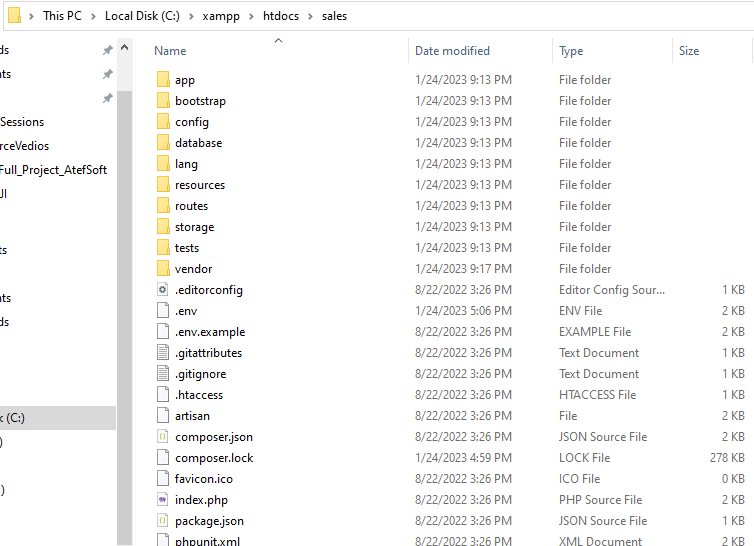 This PC > Local Disk (C:) > xampp > htdocs > sales
Name Date modified Type Size
app 1/24/2023 9:13 PM File folder
bootstrap 1/24/2023 9:13 PM File folder
config 1/24/2023 9:13 PM File folder
database 1/24/2023 9:13 PM File folder
lang 1/24/2023 9:13 PM File folder
resources 1/24/2023 9:13 PM File folder
routes 1/24/2023 9:13 PM File folder
storage 1/24/2023 9:13 PM File folder
tests 1/24/2023 9:13 PM File folder
vendor 1/24/2023 9:17 PM File folder
.editorconfig 8/22/2022 3:26 PM Editor Config Sour... 1 KB
.env 1/24/2023 5:06 PM ENV File 2 KB
.env.example 8/22/2022 3:26 PM EXAMPLE File 2 KB
.gitattributes 8/22/2022 3:26 PM Text Document 1 KB
.gitignore 8/22/2022 3:26 PM Text Document 1 KB
.htaccess 8/22/2022 3:26 PM HTACCESS File 1 KB
artisan 8/22/2022 3:26 PM File 2 KB
composer.json 8/22/2022 3:26 PM JSON Source File 2 KB
composer.lock 1/24/2023 4:59 PM LOCK File 278 KB
favicon.ico 8/22/2022 3:26 PM ICO File 0 KB
index.php 8/22/2022 3:26 PM PHP Source File 2 KB
package.json 8/22/2022 3:26 PM JSON Source File 1 KB
phpunit.xml 8/22/2022 3:26 PM XML Document 2 KB
ds
nts
Sessions
rceVedios
Full_Project_AtefSoft
ts
nts
ds
k (C:)
)
)